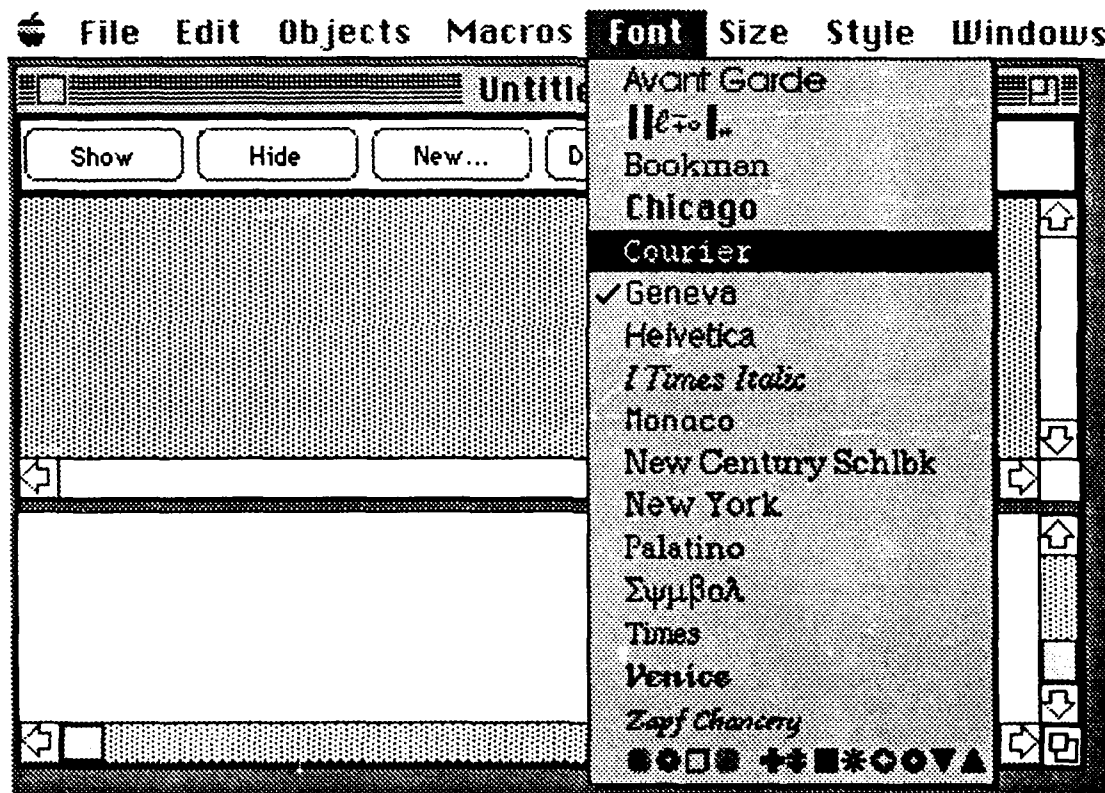 File Edit Objects Macros Font Size Style Windows
Untitle
Show Hide New... D
Avant Garde
Bookman
Chicago
Courier
✓Geneva
Helvetica
I Times Italic
Monaco
New Century Schlbk
New York
Palatino
Σψμβολ
Times
Venice
Zapf Chancery